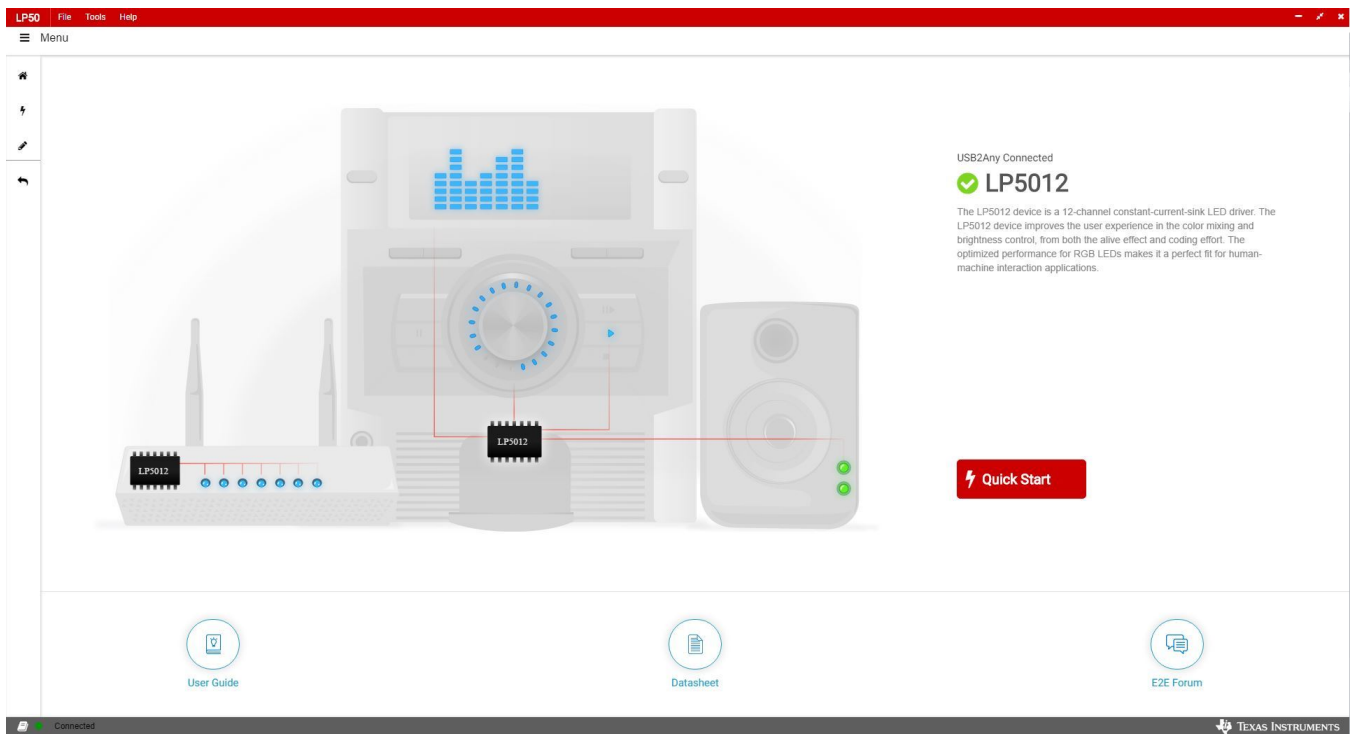 LP50 File Tools Help
Menu
USB2Any Connected
LP5012
The LP5012 device is a 12-channel constant-current-sink LED driver. The
LP5012 device improves the user experience in the color mixing and
brightness control, from both the alive effect and coding effort. The
optimized performance for RGB LEDs makes it a perfect fit for human-
machine interaction applications.
LP5012
LP5012
Quick Start
User Guide
Datasheet
E2E Forum
Connected
TEXAS INSTRUMENTS